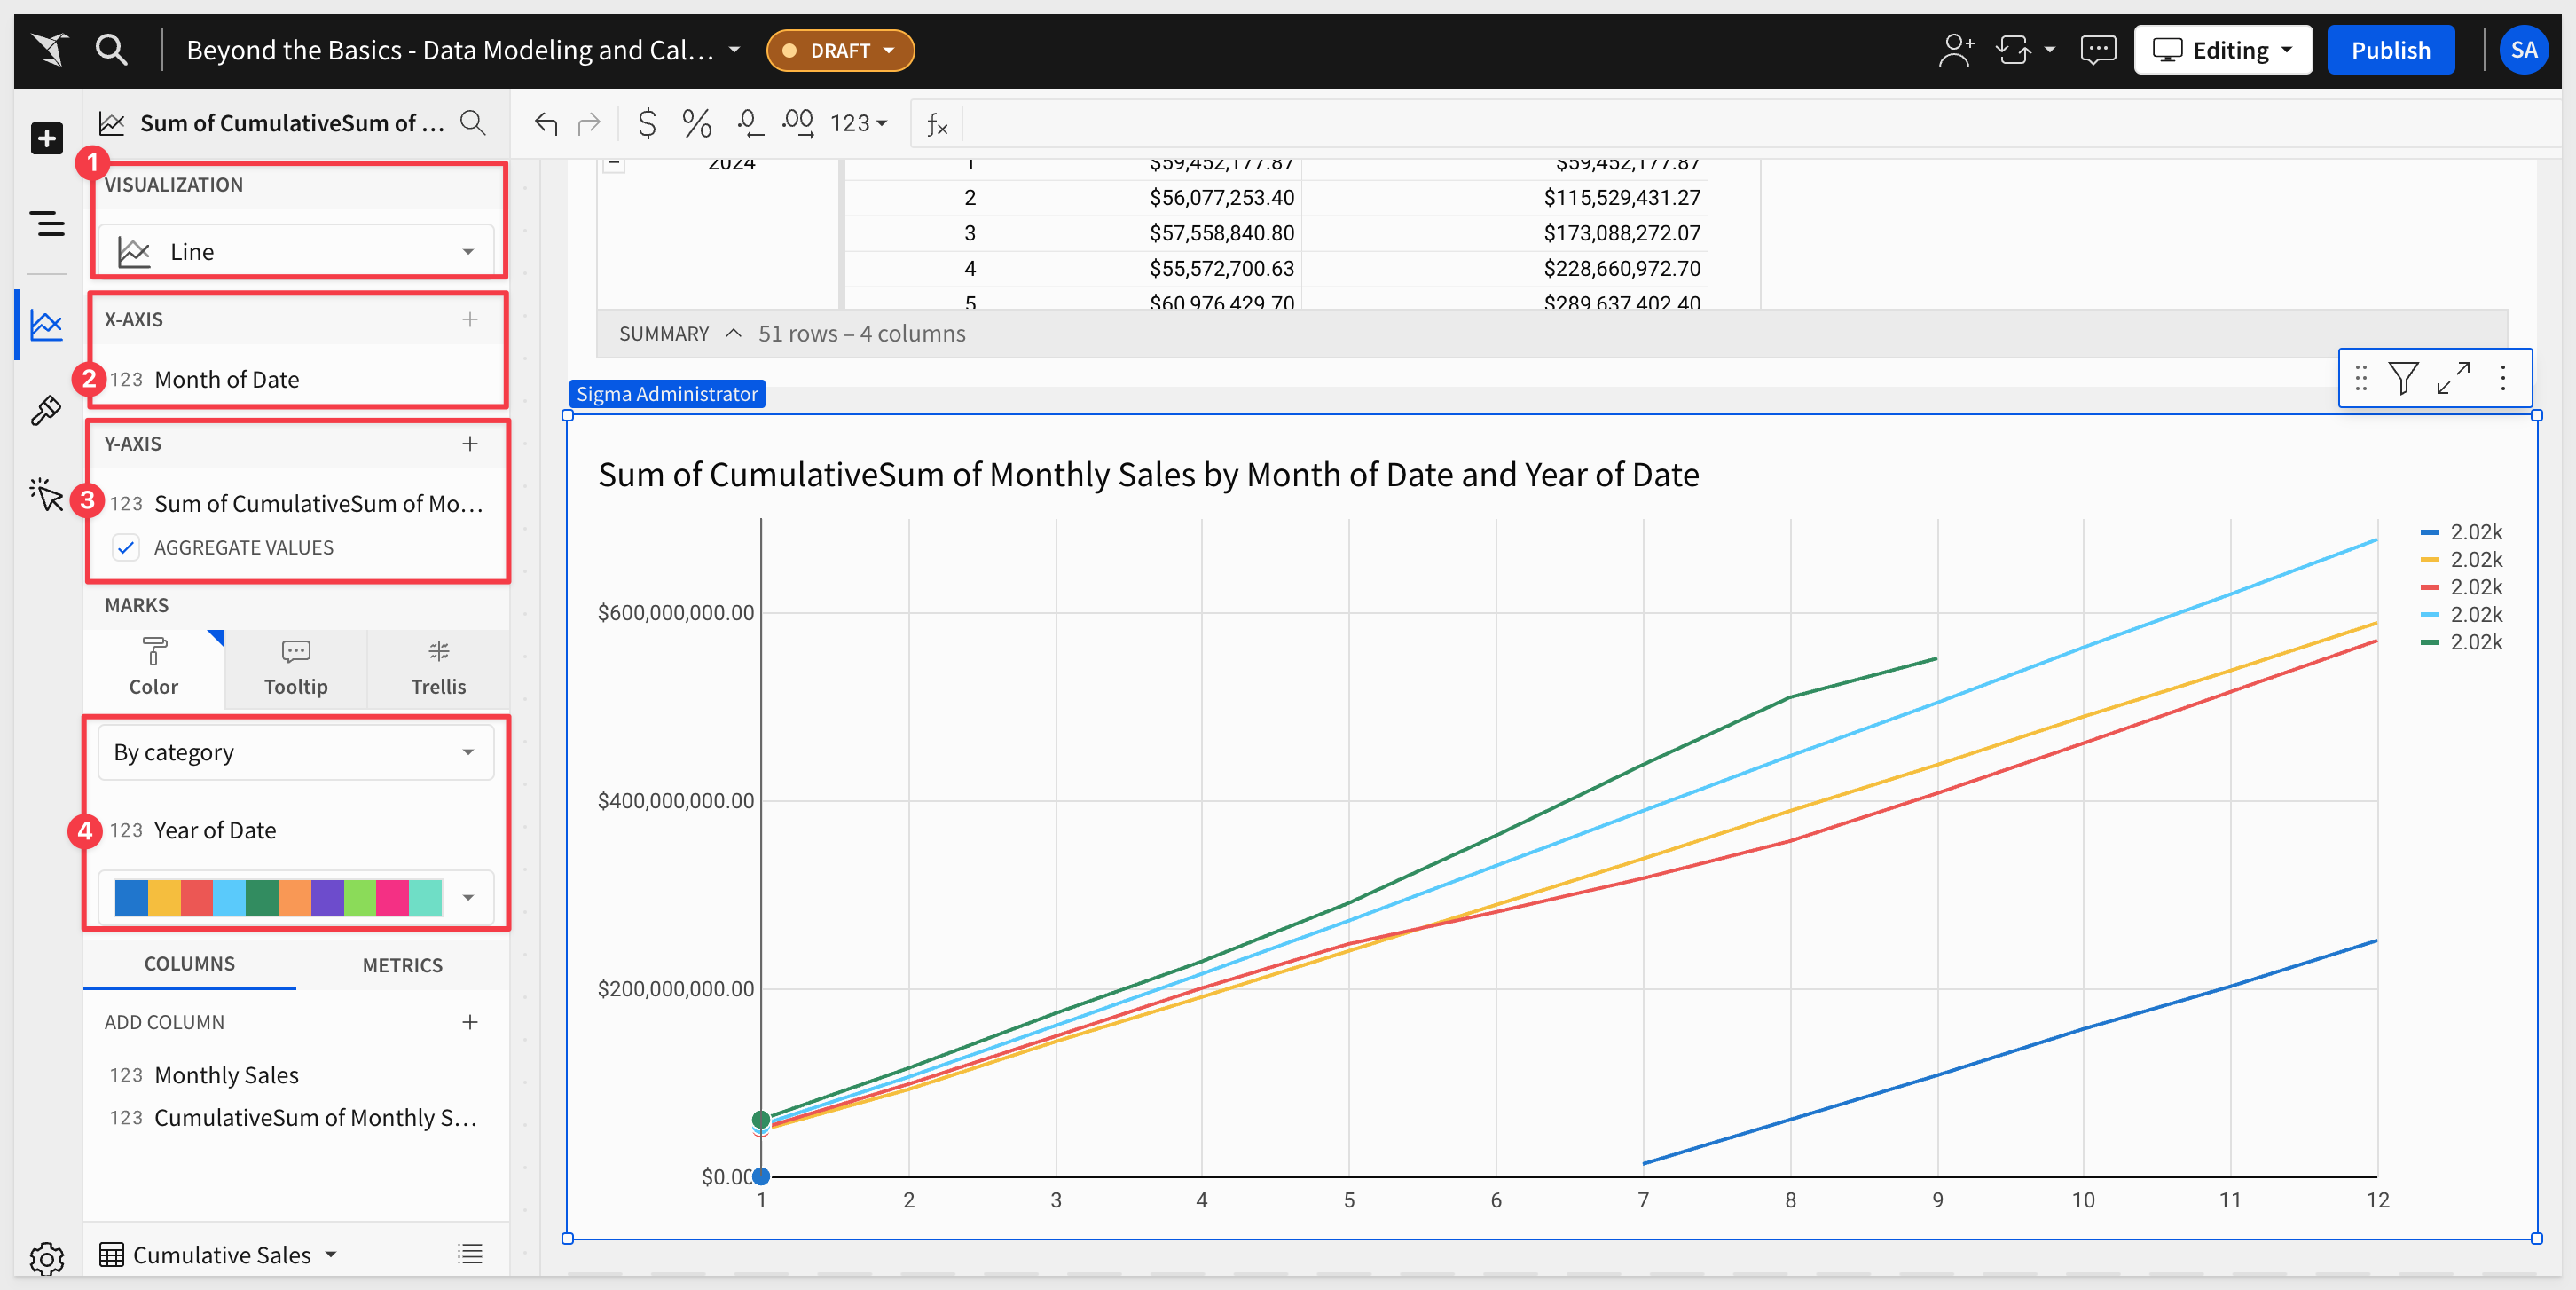 Beyond the Basics - Data Modeling and Cal...
DRAFT
Editing
Publish
SA
Sum of CumulativeSum of ...
$ % .0 .00 123
fx
1
VISUALIZATION
Line
X-AXIS
2
123 Month of Date
Y-AXIS
3
123 Sum of CumulativeSum of Mo...
AGGREGATE VALUES
MARKS
Color
Tooltip
Trellis
By category
4
123 Year of Date
COLUMNS
METRICS
ADD COLUMN
123 Monthly Sales
123 CumulativeSum of Monthly S...
Cumulative Sales
2024 1 $59,452,177.87 $59,452,177.87
2 $56,077,253.40 $115,529,431.27
3 $57,558,840.80 $173,088,272.07
4 $55,572,700.63 $228,660,972.70
5 $60,976,429.70 $289,637,402.40
SUMMARY 51 rows – 4 columns
Sigma Administrator
Sum of CumulativeSum of Monthly Sales by Month of Date and Year of Date
2.02k
2.02k
2.02k
2.02k
2.02k
$600,000,000.00
$400,000,000.00
$200,000,000.00
$0.00
1 2 3 4 5 6 7 8 9 10 11 12